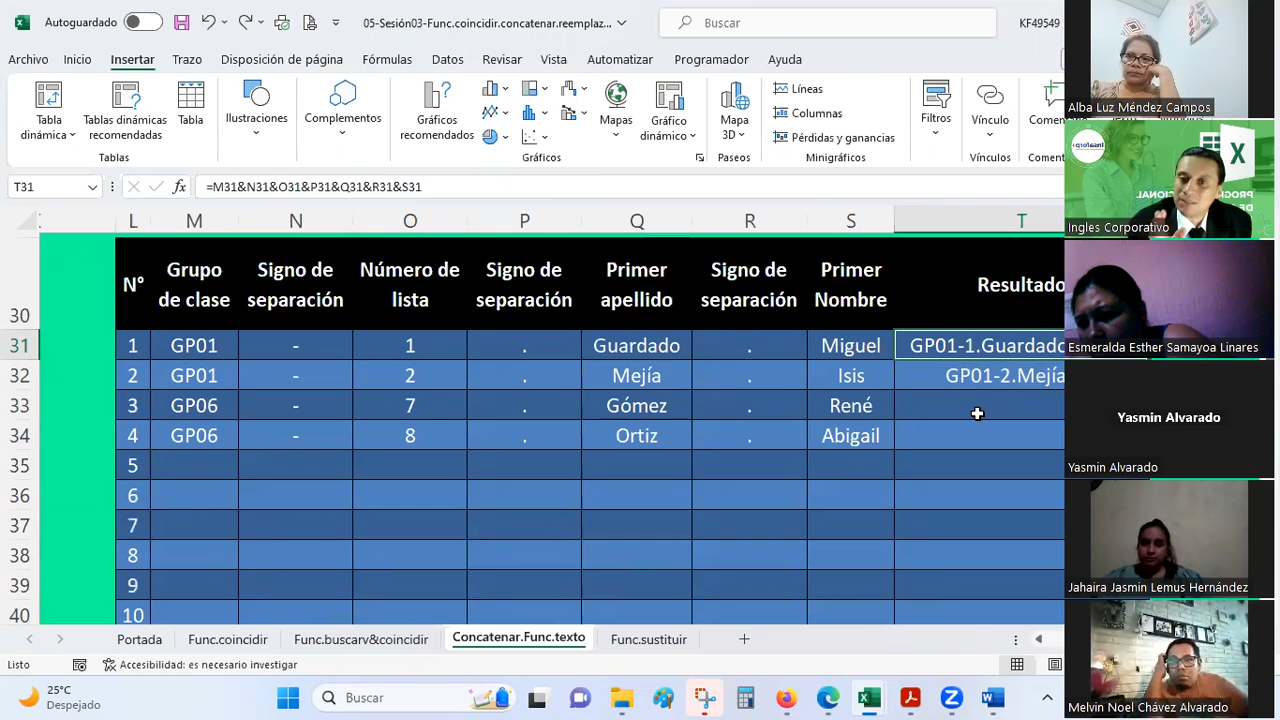 Autoguardado
05-Sesión03-Func.coincidir.concatenar.reemplaz...
Buscar
KF49549
Archivo Inicio Insertar Trazo Disposición de página Fórmulas Datos Revisar Vista Automatizar Programador Ayuda
Tabla dinámica
Tablas dinámicas recomendadas
Tabla
Ilustraciones
Complementos
Gráficos recomendados
Mapas
Gráfico dinámico
Mapa 3D
Líneas
Columnas
Pérdidas y ganancias
Filtros
Vínculo
Tablas
Gráficos
Paseos
Minigráficos
Vínculos
T31
fx
=M31&N31&O31&P31&Q31&R31&S31
L M N O P Q R S T
30 N° Grupo de clase Signo de separación Número de lista Signo de separación Primer apellido Signo de separación Primer Nombre
31 1 GP01 - 1 . Guardado . Miguel GP01-1.Guardado
32 2 GP01 - 2 . Mejía . Isis GP01-2.Mejía
33 3 GP06 - 7 . Gómez . René
34 4 GP06 - 8 . Ortiz . Abigail
35 5
36 6
37 7
38 8
39 9
40 10
Portada Func.coincidir Func.buscarv&coincidir Concatenar.Func.texto Func.sustituir
Listo
Accesibilidad: es necesario investigar
25°C
Despejado
Buscar
Alba Luz Méndez Campos
Ingles Corporativo
Esmeralda Esther Samayoa Linares
Yasmin Alvarado
Yasmin Alvarado
Jahaira Jasmin Lemus Hernández
Melvin Noel Chávez Alvarado